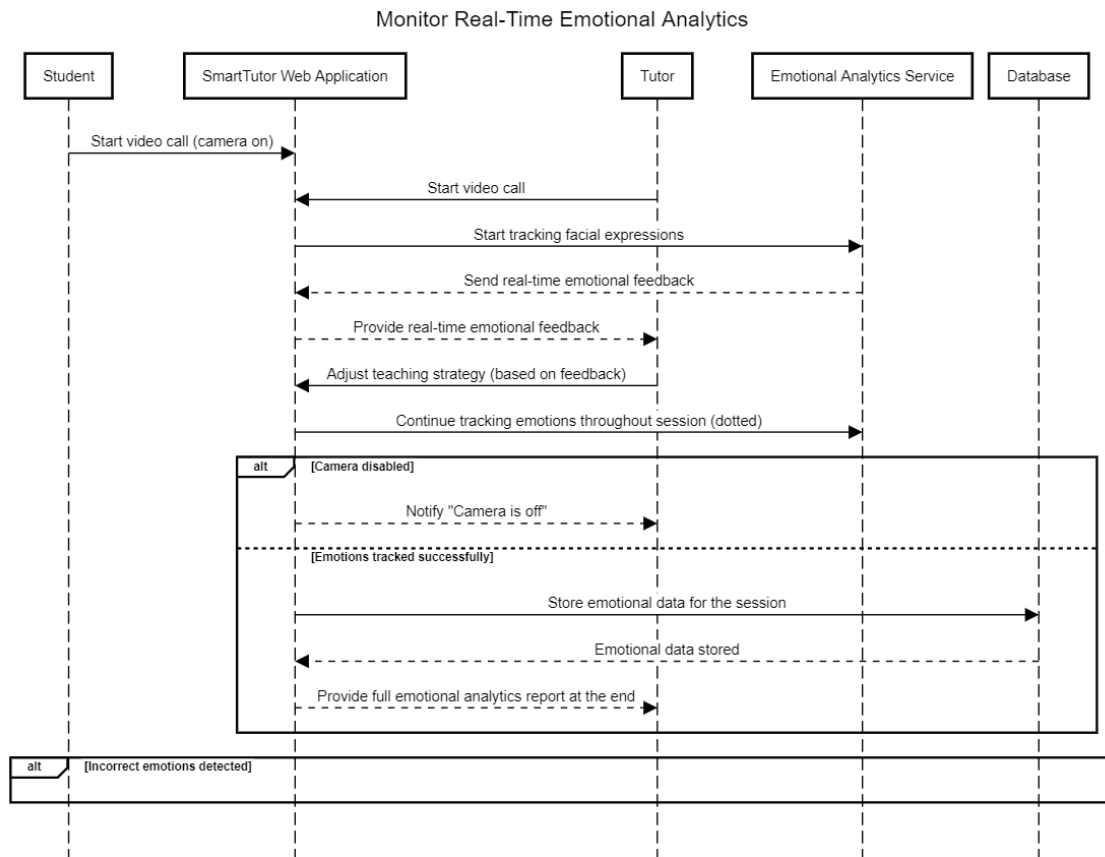 Monitor Real-Time Emotional Analytics
Student
SmartTutor Web Application
Tutor
Emotional Analytics Service
Database
Start video call (camera on)
Start video call
Start tracking facial expressions
Send real-time emotional feedback
Provide real-time emotional feedback
Adjust teaching strategy (based on feedback)
Continue tracking emotions throughout session (dotted)
alt
[Camera disabled]
Notify "Camera is off"
[Emotions tracked successfully]
Store emotional data for the session
Emotional data stored
Provide full emotional analytics report at the end
alt
[Incorrect emotions detected]